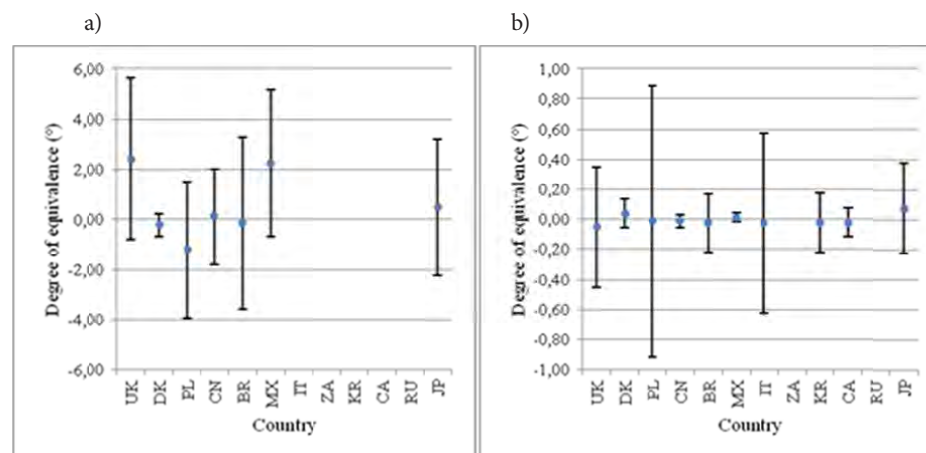 a)
Degree of equivalence (°)
6,00
4,00
2,00
0,00
-2,00
-4,00
-6,00
UK
DK
PL
CN
BR
MX
IT
ZA
KR
CA
RU
JP
Country
b)
Degree of equivalence (°)
1,00
0,80
0,60
0,40
0,20
0,00
-0,20
-0,40
-0,60
-0,80
-1,00
UK
DK
PL
CN
BR
MX
IT
ZA
KR
CA
RU
JP
Country